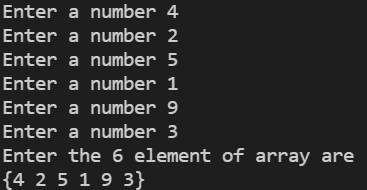 Enter a number 4
Enter a number 2
Enter a number 5
Enter a number 1
Enter a number 9
Enter a number 3
Enter the 6 element of array are
{4 2 5 1 9 3}